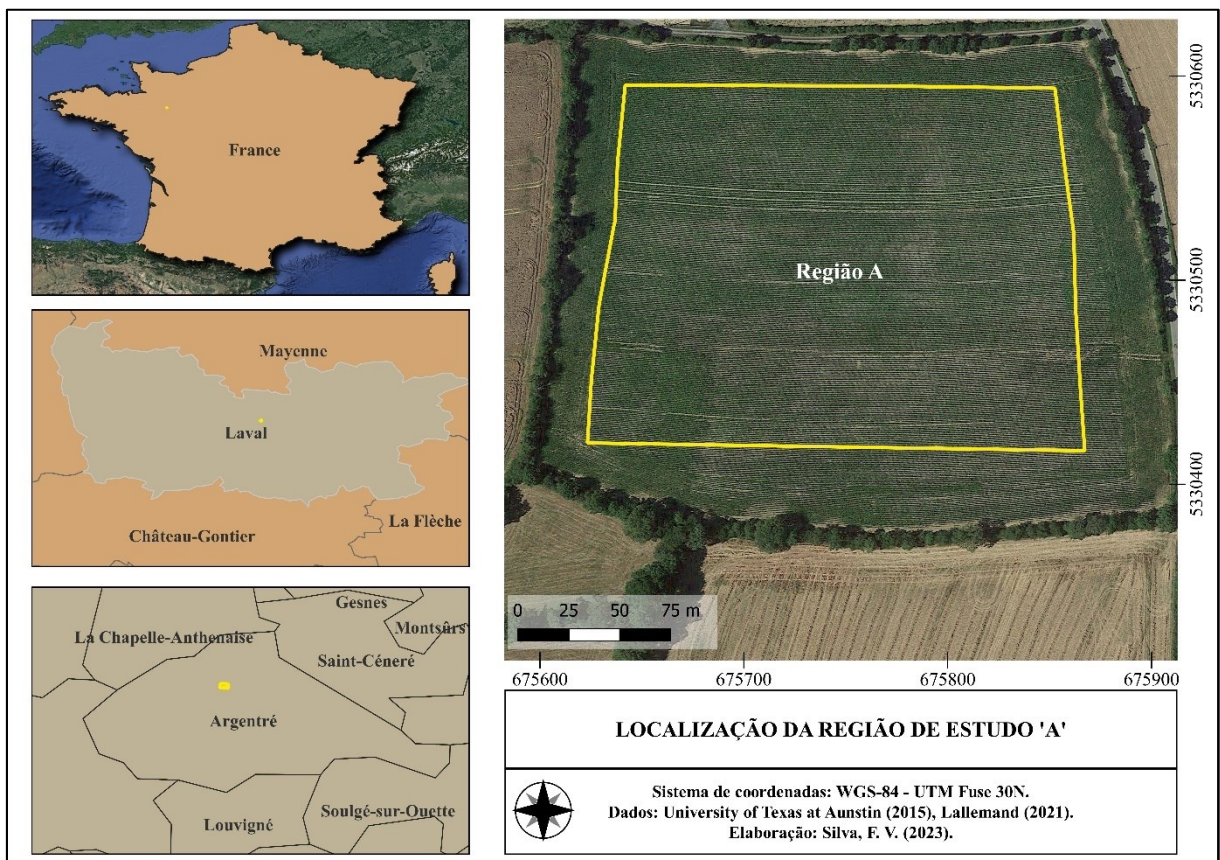 France
Mayenne
Laval
Château-Gontier
La Flèche
Gesnes
La Chapelle-Anthenaise
Montsûrs
Saint-Céneré
Argentré
Soulgé-sur-Ouette
Louvigné
Região A
5330600
5330500
5330400
0 25 50 75 m
675600 675700 675800 675900
LOCALIZAÇÃO DA REGIÃO DE ESTUDO 'A'
Sistema de coordenadas: WGS-84 - UTM Fuse 30N.
Dados: University of Texas at Aunstin (2015), Lallemand (2021).
Elaboração: Silva, F. V. (2023).